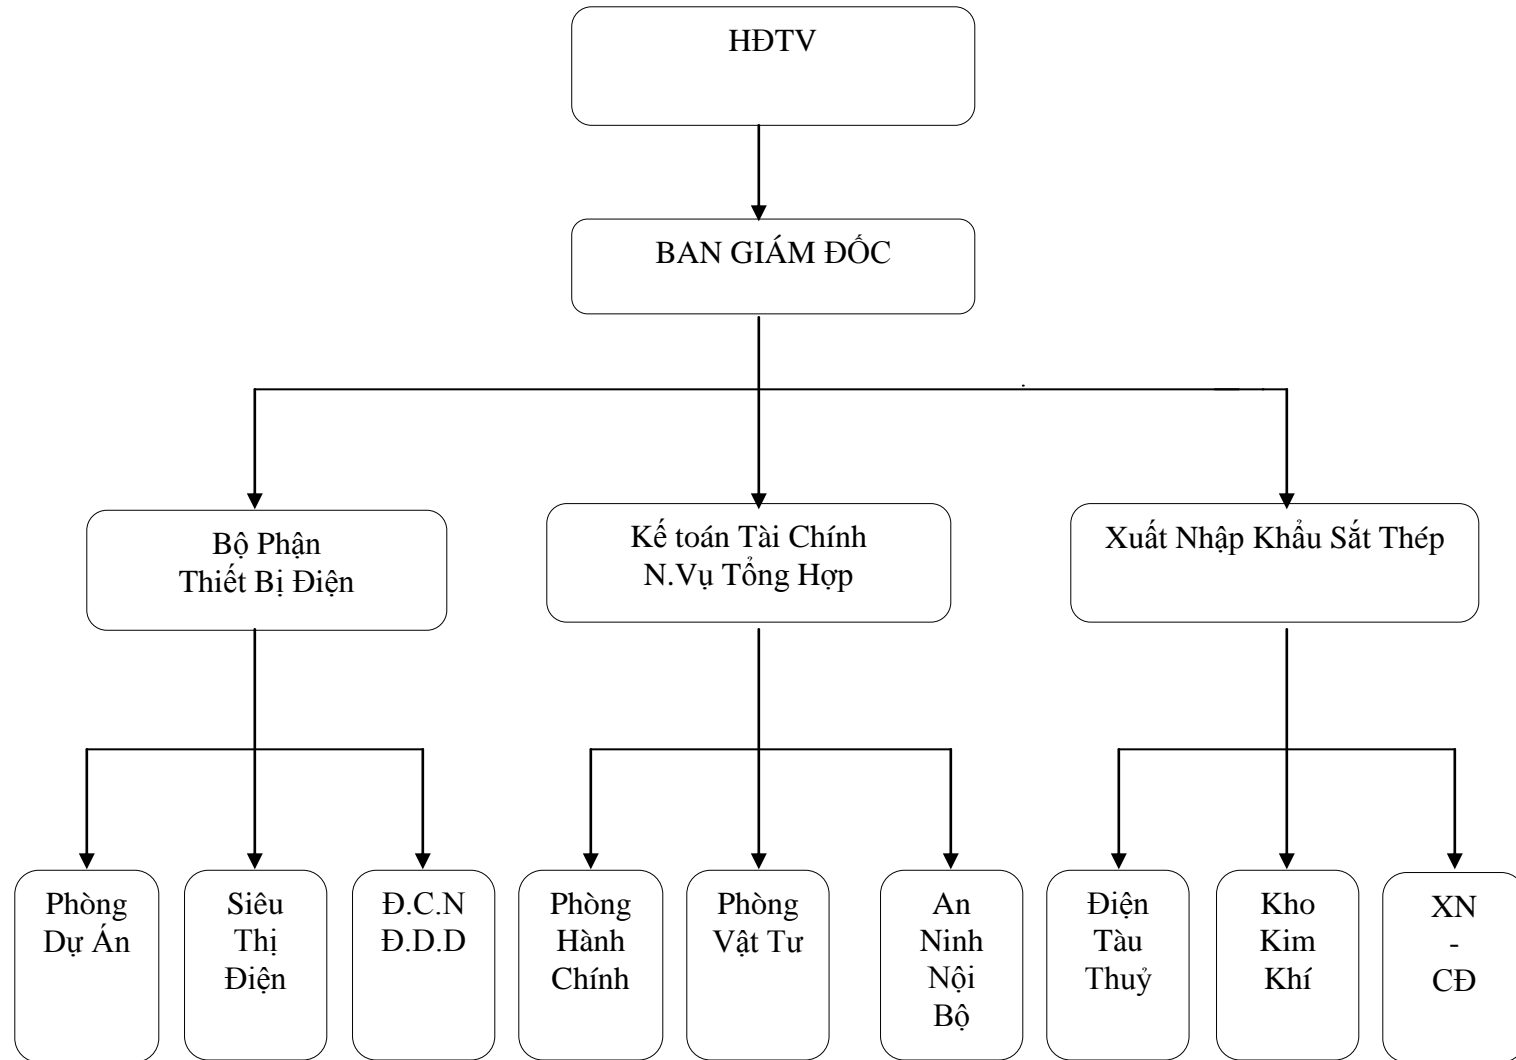 HĐTV
BAN GIÁM ĐỐC
Bộ Phận
Thiết Bị Điện
Kế toán Tài Chính
N.Vụ Tổng Hợp
Xuất Nhập Khẩu Sắt Thép
Phòng
Dự Án
Siêu
Thị
Điện
Đ.C.N
Đ.D.D
Phòng
Hành
Chính
Phòng
Vật Tư
An
Ninh
Nội
Bộ
Điện
Tàu
Thuỷ
Kho
Kim
Khí
XN
-
CĐ